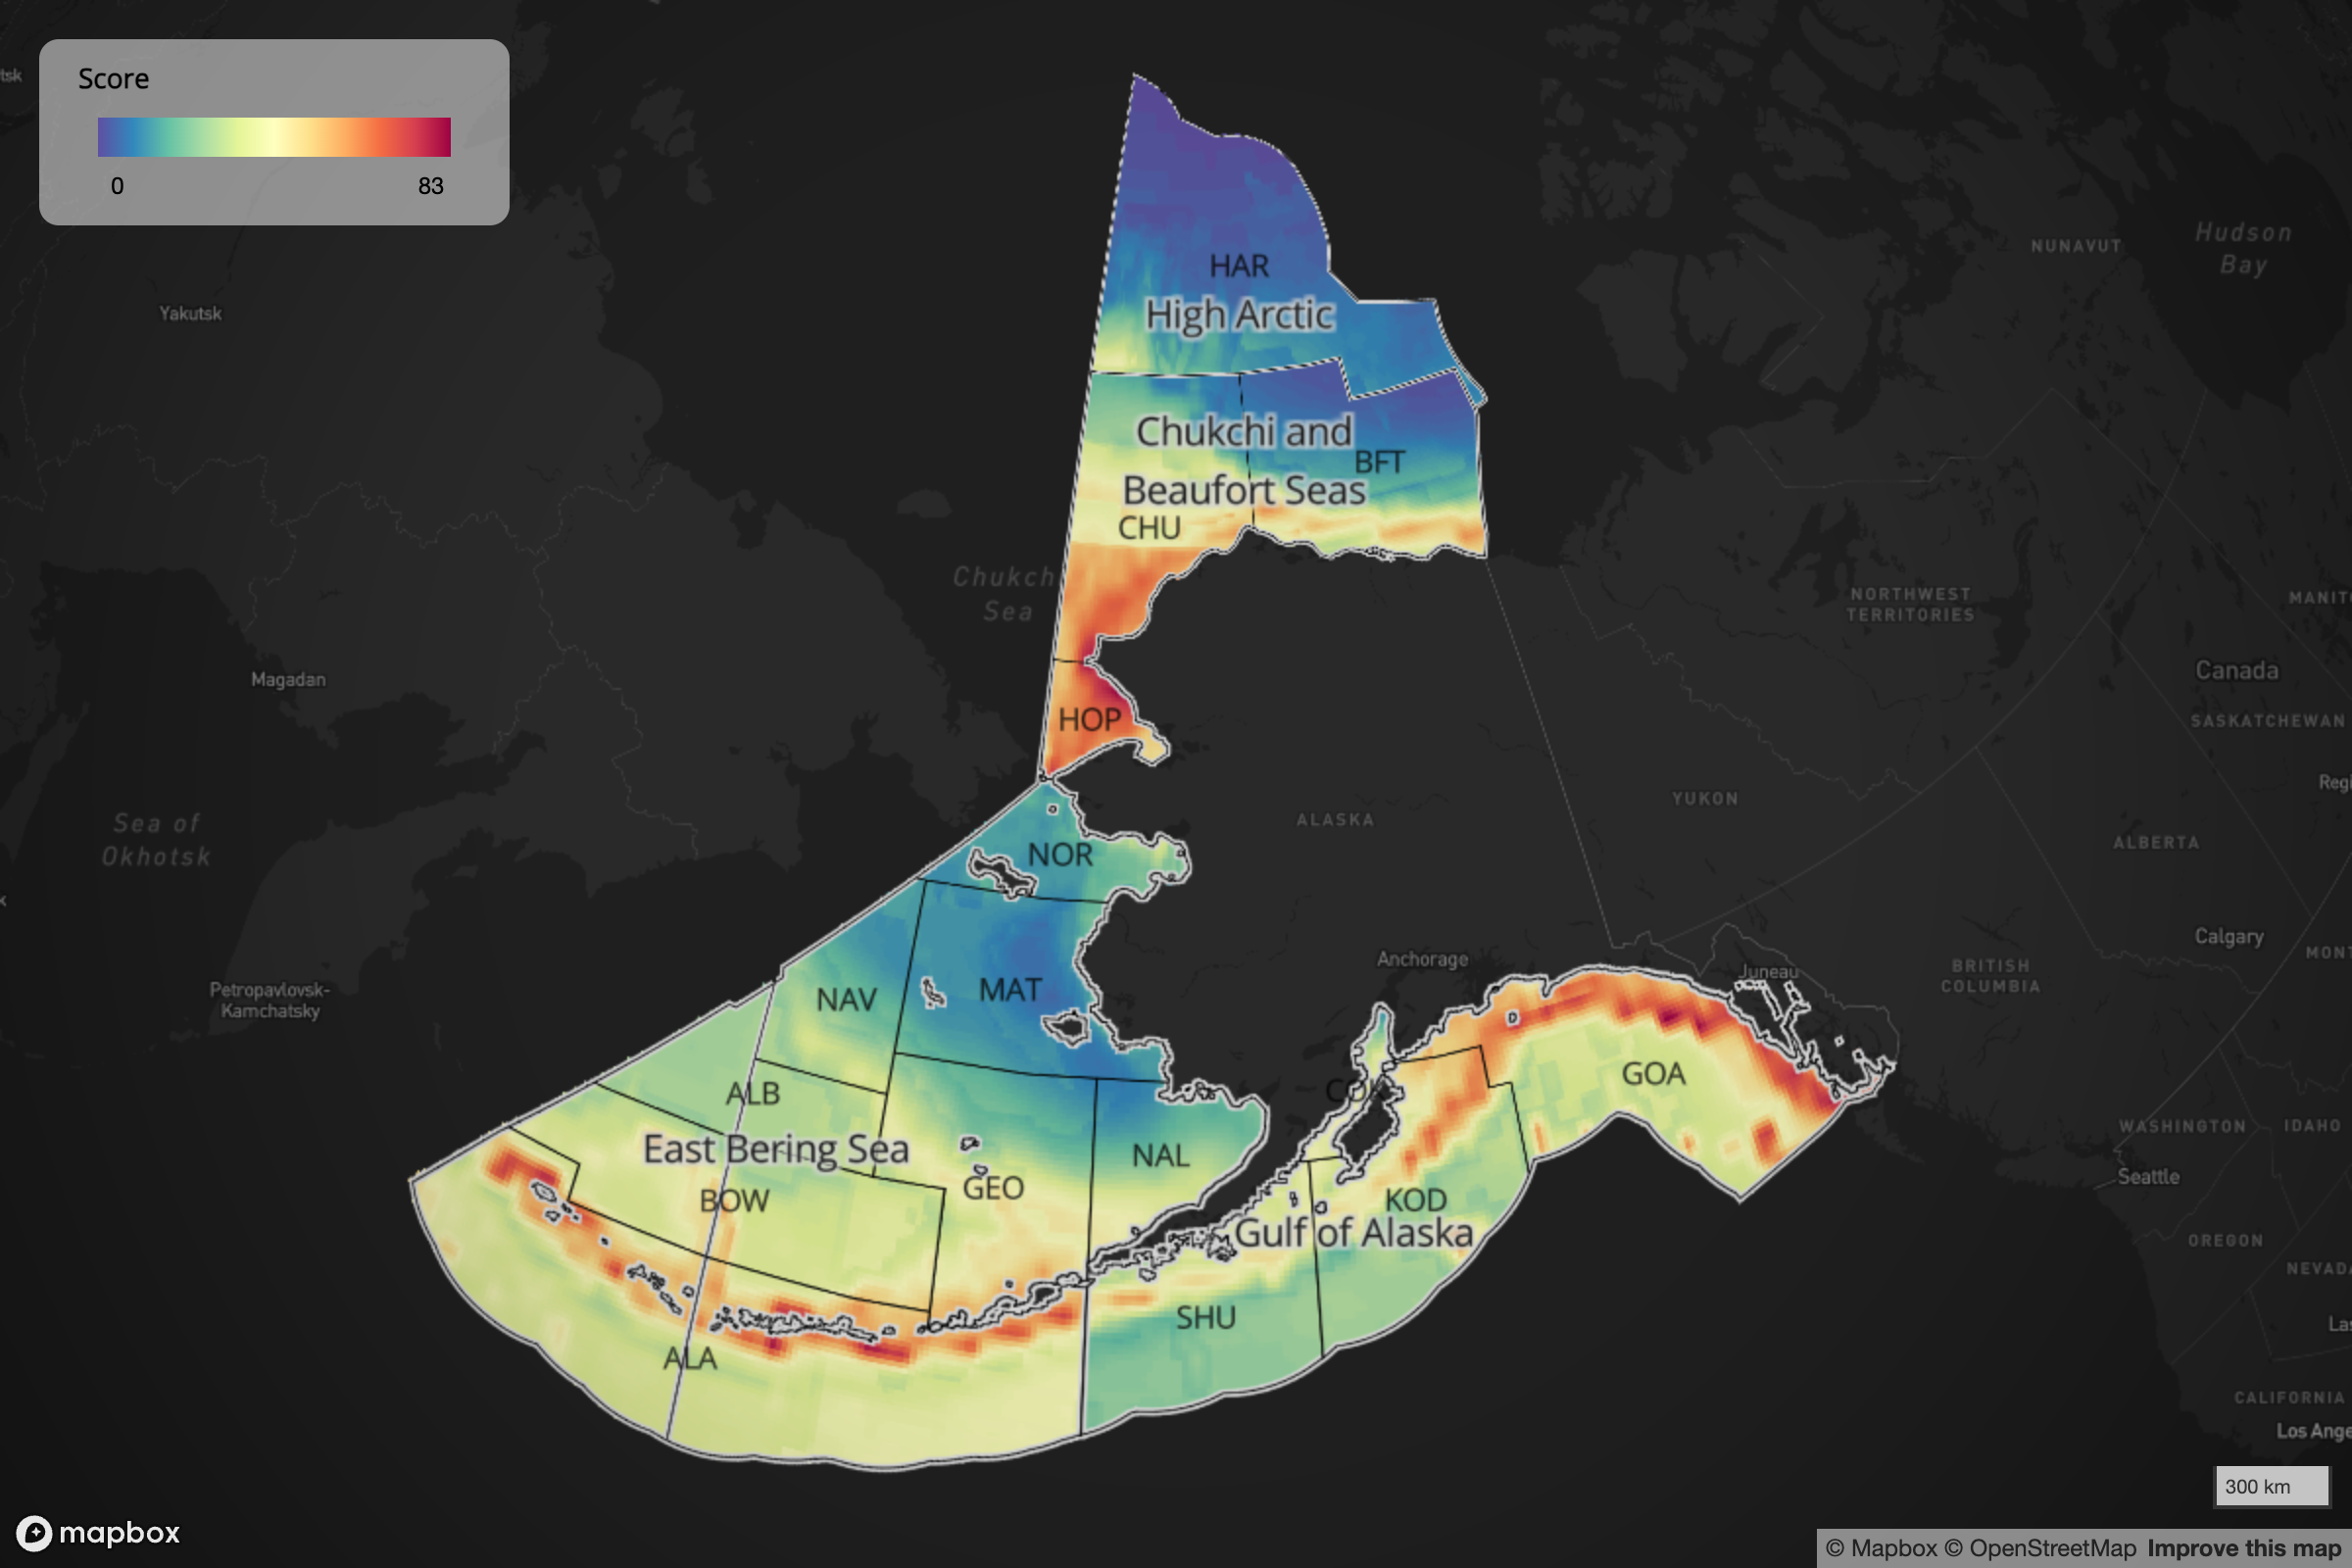 Score
0 83
tsk
Yakutsk
Magadan
Sea of
Okhotsk
Petropavlovsk-
Kamchatsky
Chukch
Sea
HAR
High Arctic
Chukchi and
BFT
Beaufort Seas
CHU
HOP
NOR
NAV
MAT
ALB
East Bering Sea
BOW
GEO
NAL
ALA
SHU
KOD
Gulf of Alaska
GOA
ALASKA
Anchorage
Juneau
YUKON
NORTHWEST
TERRITORIES
NUNAVUT
Hudson
Bay
MANIT
Canada
SASKATCHEWAN
Regi
ALBERTA
Calgary
MONT
BRITISH
COLUMBIA
WASHINGTON
IDAHO
Seattle
OREGON
NEVADA
Las
CALIFORNIA
Los Ange
300 km
mapbox
© Mapbox © OpenStreetMap Improve this map